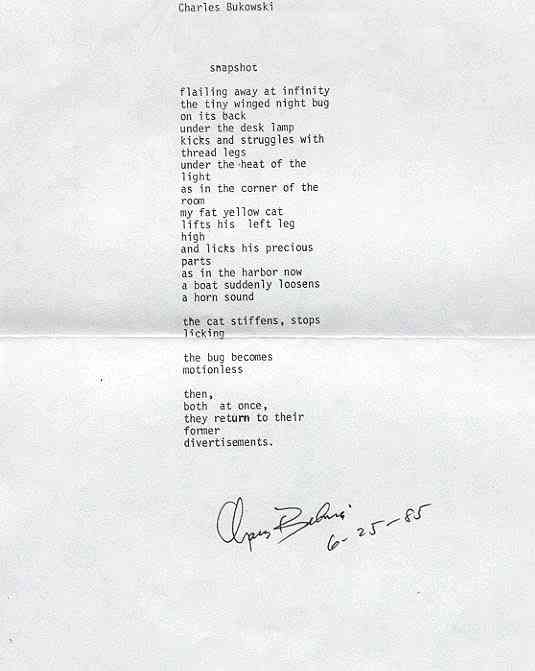 Charles Bukowski
snapshot
flailing away at infinity
the tiny winged night bug
on its back
under the desk lamp
kicks and struggles with
thread legs
under the heat of the
light
as in the corner of the
room
my fat yellow cat
lifts his left leg
high
and licks his precious
parts
as in the harbor now
a boat suddenly loosens
a horn sound
the cat stiffens, stops
licking
the bug becomes
motionless
then,
both at once,
they return to their
former
divertisements.
6-25-85